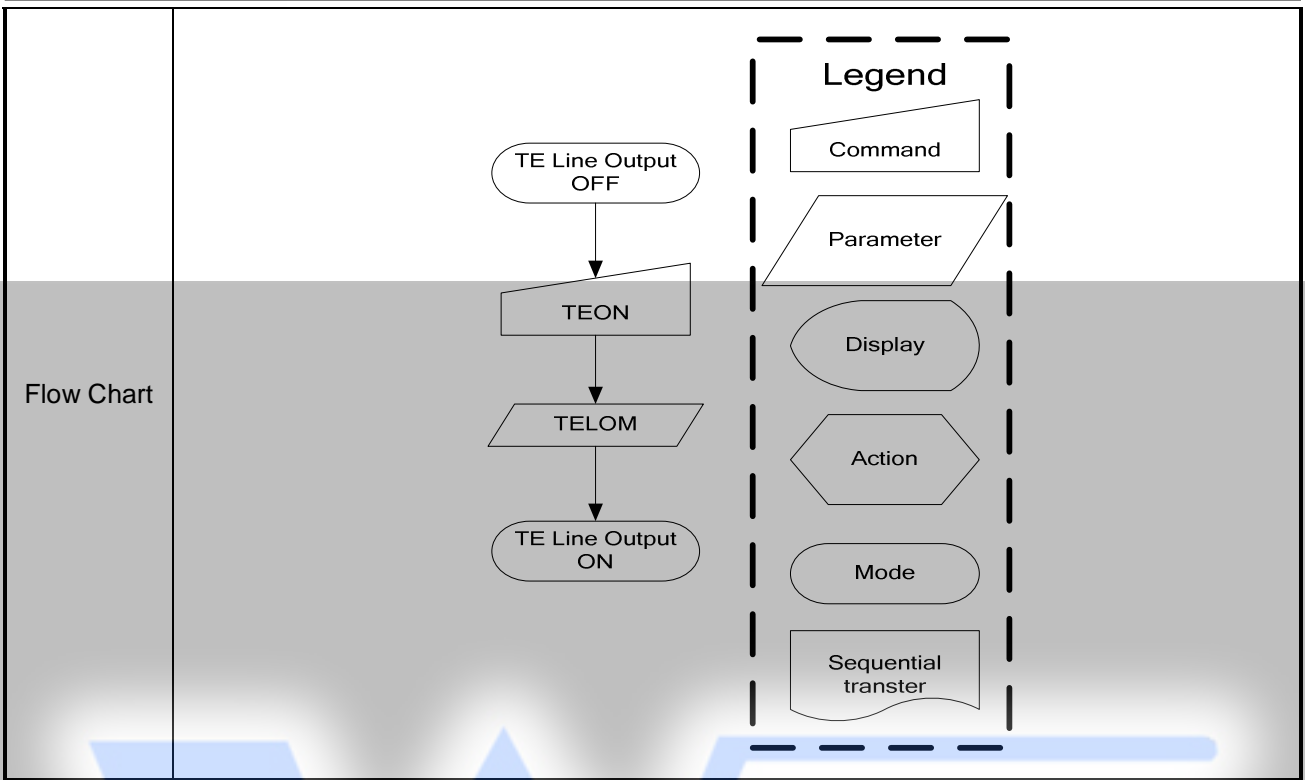 Flow Chart
TE Line Output
OFF
TEON
TELOM
TE Line Output
ON
Legend
Command
Parameter
Display
Action
Mode
Sequential
transter